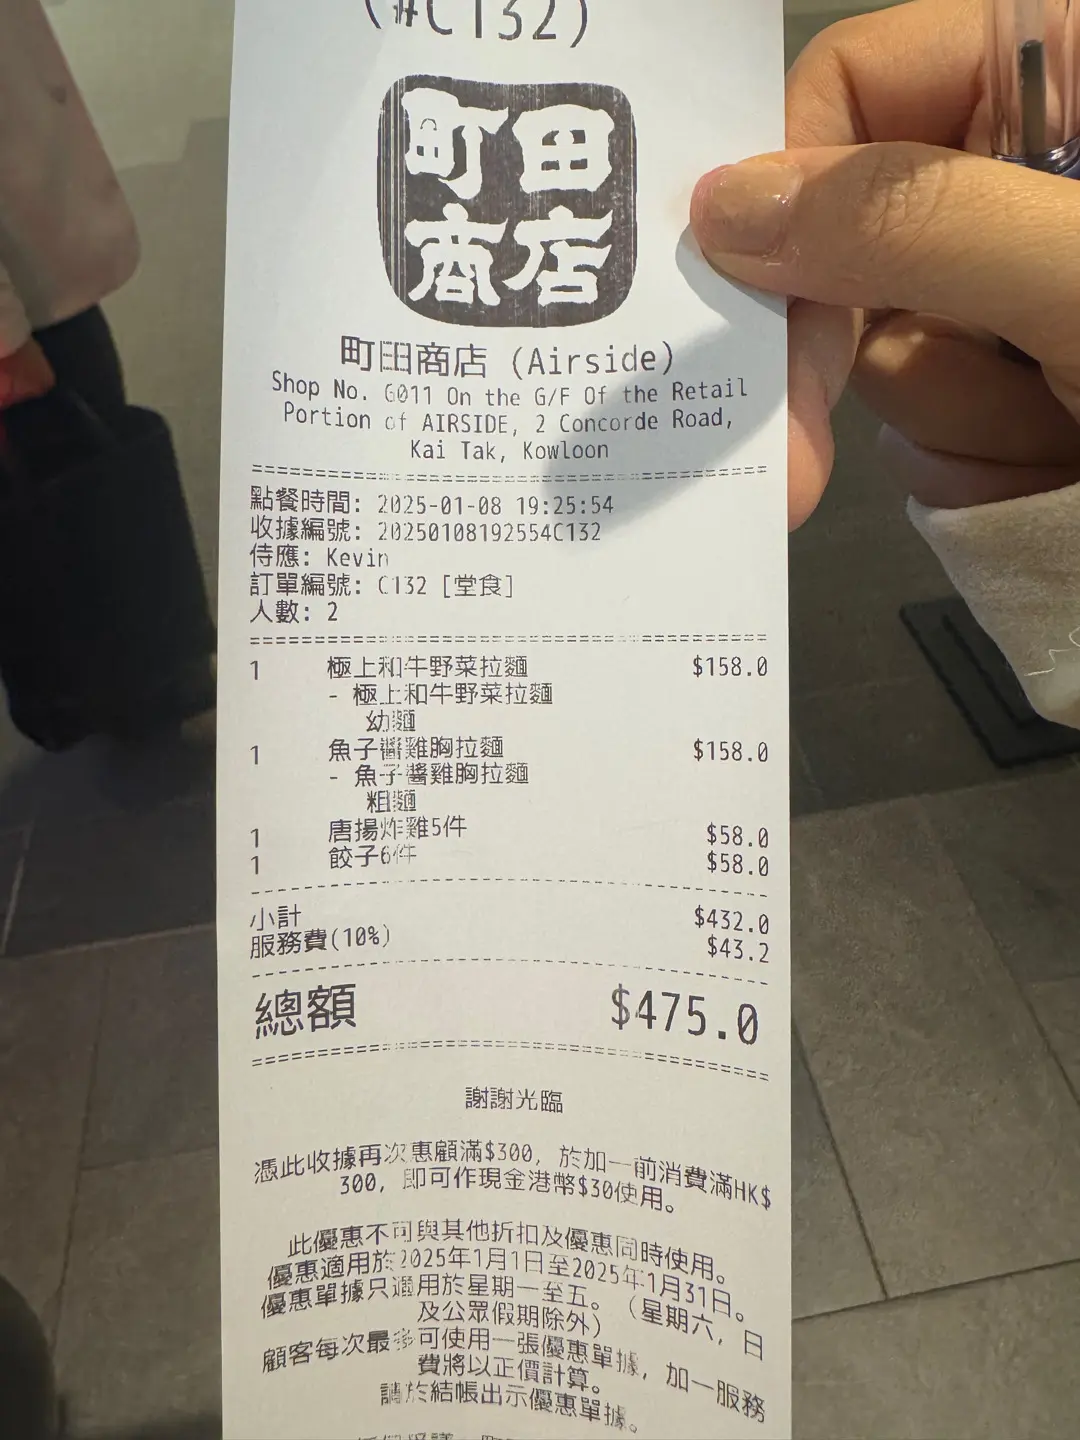 (#C132)
町田
商店
町田商店 (Airside)
Shop No. G011 On the G/F Of the Retail
Portion of AIRSIDE, 2 Concorde Road,
Kai Tak, Kowloon
點餐時間: 2025-01-08 19:25:54
收據編號: 20250108192554C132
侍應: Kevin
訂單編號: C132 [堂食]
人數: 2
1 極上和牛野菜拉麵 $158.0
- 極上和牛野菜拉麵
幼麵
1 魚子醬雞胸拉麵 $158.0
- 魚子醬雞胸拉麵
粗麵
1 唐揚炸雞5件 $58.0
1 餃子6件 $58.0
小計 $432.0
服務費(10%) $43.2
總額 $475.0
謝謝光臨
憑此收據再次惠顧滿$300, 於加一前消費滿HK$
300, 即可作現金港幣$30使用。
此優惠不可與其他折扣及優惠同時使用。
優惠適用於2025年1月1日至2025年1月31日。
優惠單據只適用於星期一至五。 (星期六, 日
及公眾假期除外)
顧客每次最多可使用一張優惠單據, 加一服務
費將以正價計算。
請於結帳出示優惠單據。